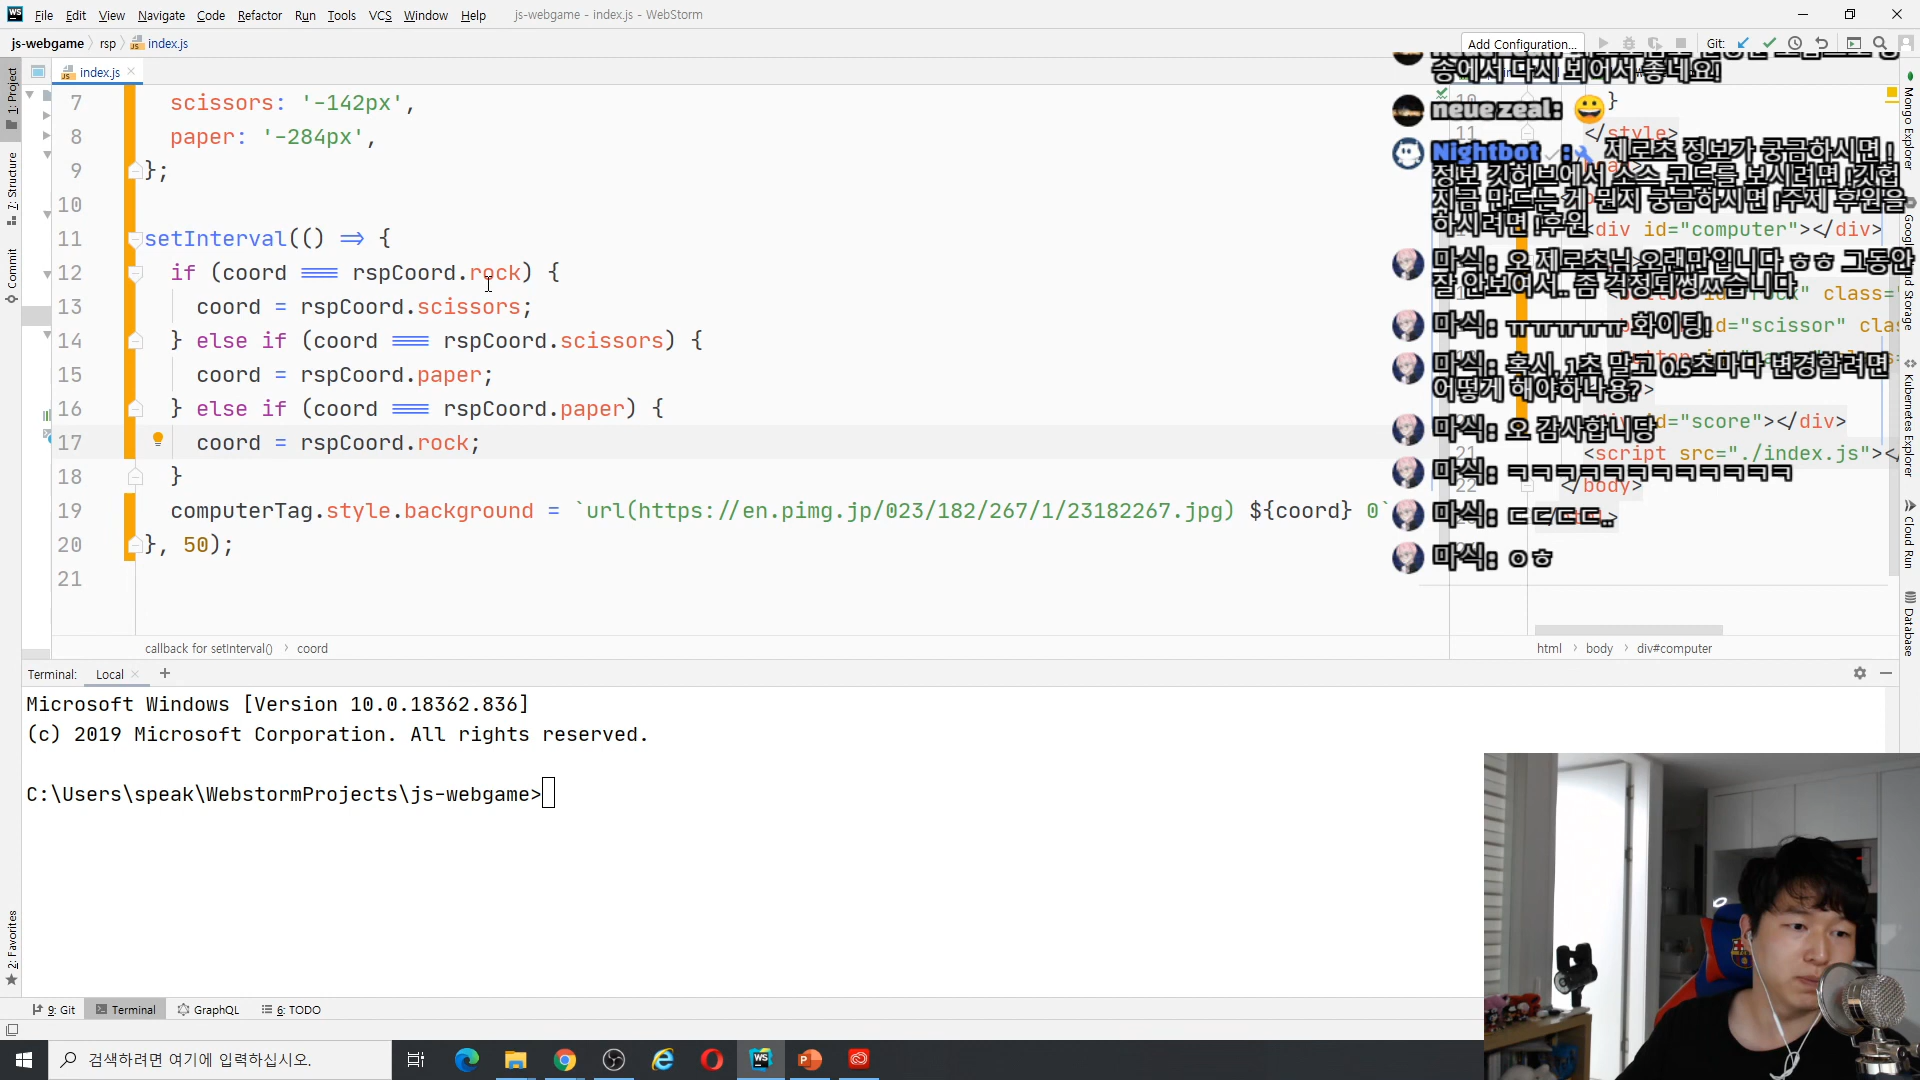 File Edit View Navigate Code Refactor Run Tools VCS Window Help js-webgame - index.js - WebStorm
js-webgame rsp index.js
Add Configuration... Git:
index.js
7 scissors: '-142px',
8 paper: '-284px',
9 };
10
11 setInterval(() => {
12 if (coord === rspCoord.rock) {
13 coord = rspCoord.scissors;
14 } else if (coord === rspCoord.scissors) {
15 coord = rspCoord.paper;
16 } else if (coord === rspCoord.paper) {
17 coord = rspCoord.rock;
18 }
19 computerTag.style.background = `url(https://en.pimg.jp/023/182/267/1/23182267.jpg) ${coord} 0`
20 }, 50);
21
callback for setInterval() coord
송에서 다시 뵈어서 좋네요!
neue zeal: 😀
Nightbot : 제로초 정보가 궁금하시면 !
정보 깃허브에서 소스 코드를 보시려면 !깃헙
지금 만드는 게 뭔지 궁금하시면 !주제 후원을
하시려면 !후원
마식: 오 제로초님 오랜만입니다 ㅎㅎ 그동안
잘 안보여서.. 좀 걱정되썽ㅆ습니다
마식: ㅠㅠㅠㅠㅠ 화이팅!
마식: 혹시, 1초 말고 0.5초마다 변경할려면
어떻게 해야하나용?
마식: 오 감사합니당
마식: ㅋㅋㅋㅋㅋㅋㅋㅋㅋㅋㅋ
마식: ㄷㄷㄷㄷ..
마식: ㅇㅎ
10 }
11 </style>
<div id="computer"></div>
class="
id="scissor" clas
id="score"></div>
21 <script src="./index.js"></
22 </body>
html body div#computer
1: Project
7: Structure
Commit
2: Favorites
Mongo Explorer
Kubernetes Explorer
Cloud Run
Database
Terminal: Local +
Microsoft Windows [Version 10.0.18362.836]
(c) 2019 Microsoft Corporation. All rights reserved.
C:\Users\speak\WebstormProjects\js-webgame>
9: Git Terminal GraphQL 6: TODO
검색하려면 여기에 입력하십시오.